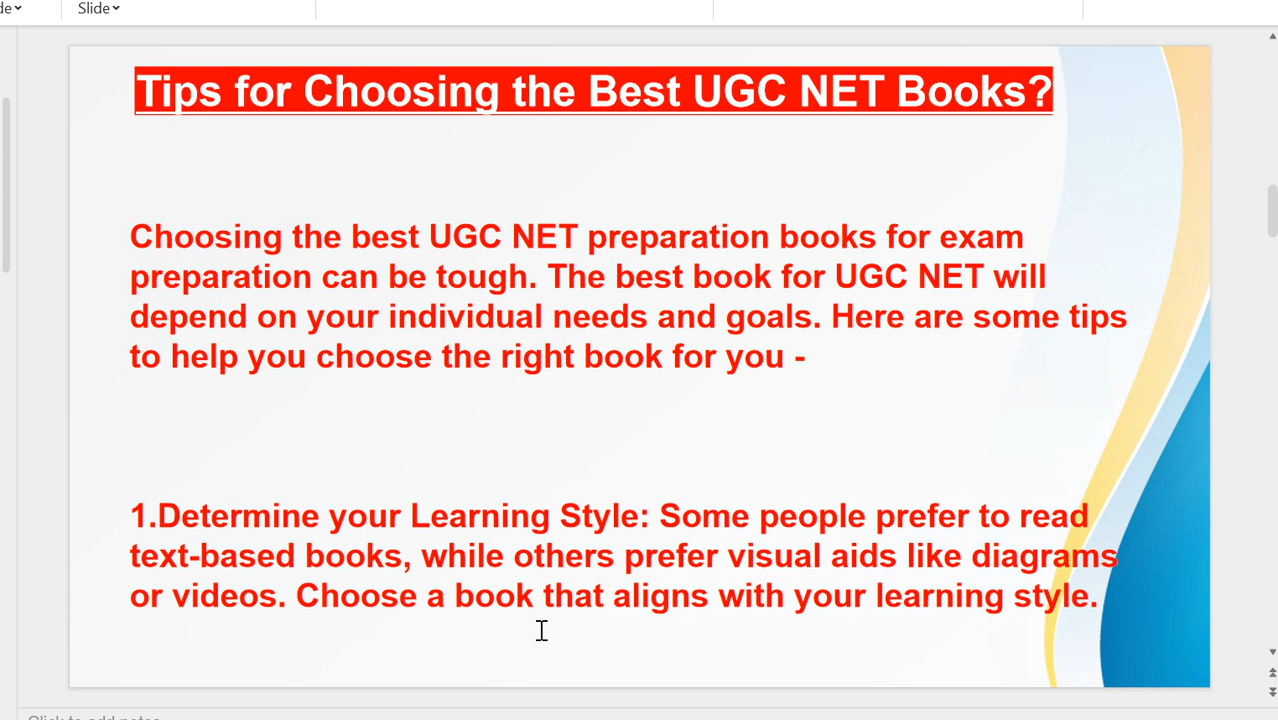 Slide
Tips for Choosing the Best UGC NET Books?
Choosing the best UGC NET preparation books for exam
preparation can be tough. The best book for UGC NET will
depend on your individual needs and goals. Here are some tips
to help you choose the right book for you -
1.Determine your Learning Style: Some people prefer to read
text-based books, while others prefer visual aids like diagrams
or videos. Choose a book that aligns with your learning style.
Click to add notes